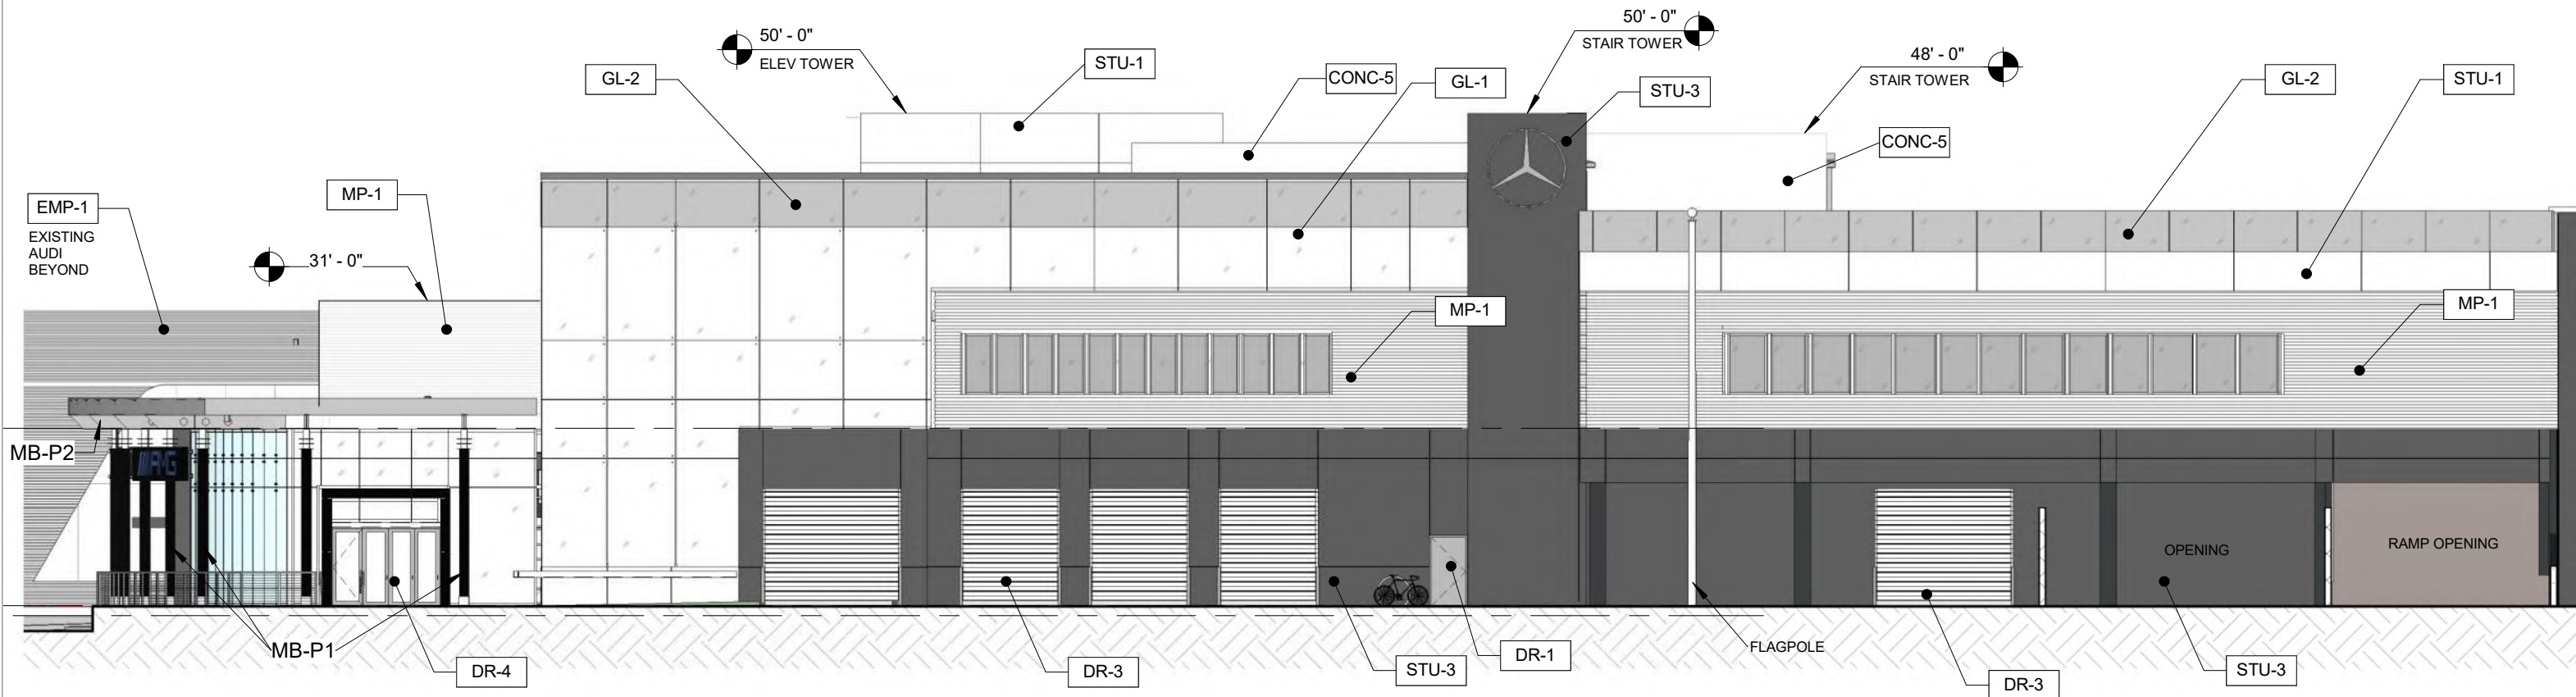 50' - 0"
ELEV TOWER
STU-1
GL-2
CONC-5
GL-1
50' - 0"
STAIR TOWER
STU-3
48' - 0"
STAIR TOWER
CONC-5
GL-2
STU-1
EMP-1
EXISTING
AUDI
BEYOND
MP-1
31' - 0"
MP-1
MP-1
MB-P2
AMG
OPENING
RAMP OPENING
MB-P1
DR-4
DR-3
STU-3
DR-1
FLAGPOLE
DR-3
STU-3